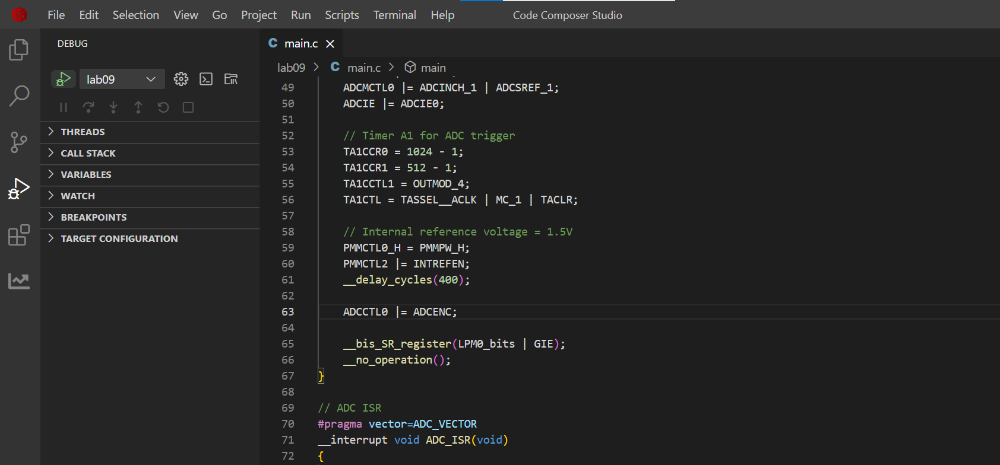 File Edit Selection View Go Project Run Scripts Terminal Help Code Composer Studio
DEBUG
lab09
THREADS
CALL STACK
VARIABLES
WATCH
BREAKPOINTS
TARGET CONFIGURATION
main.c
lab09 > C main.c > main
49 ADCMCTL0 |= ADCINCH_1 | ADCSREF_1;
50 ADCIE |= ADCIE0;
51
52 // Timer A1 for ADC trigger
53 TA1CCR0 = 1024 - 1;
54 TA1CCR1 = 512 - 1;
55 TA1CCTL1 = OUTMOD_4;
56 TA1CTL = TASSEL__ACLK | MC_1 | TACLR;
57
58 // Internal reference voltage = 1.5V
59 PMMCTL0_H = PMMPW_H;
60 PMMCTL2 |= INTREFEN;
61 __delay_cycles(400);
62
63 ADCCTL0 |= ADCENC;
64
65 __bis_SR_register(LPM0_bits | GIE);
66 __no_operation();
67 }
68
69 // ADC ISR
70 #pragma vector=ADC_VECTOR
71 __interrupt void ADC_ISR(void)
72 {